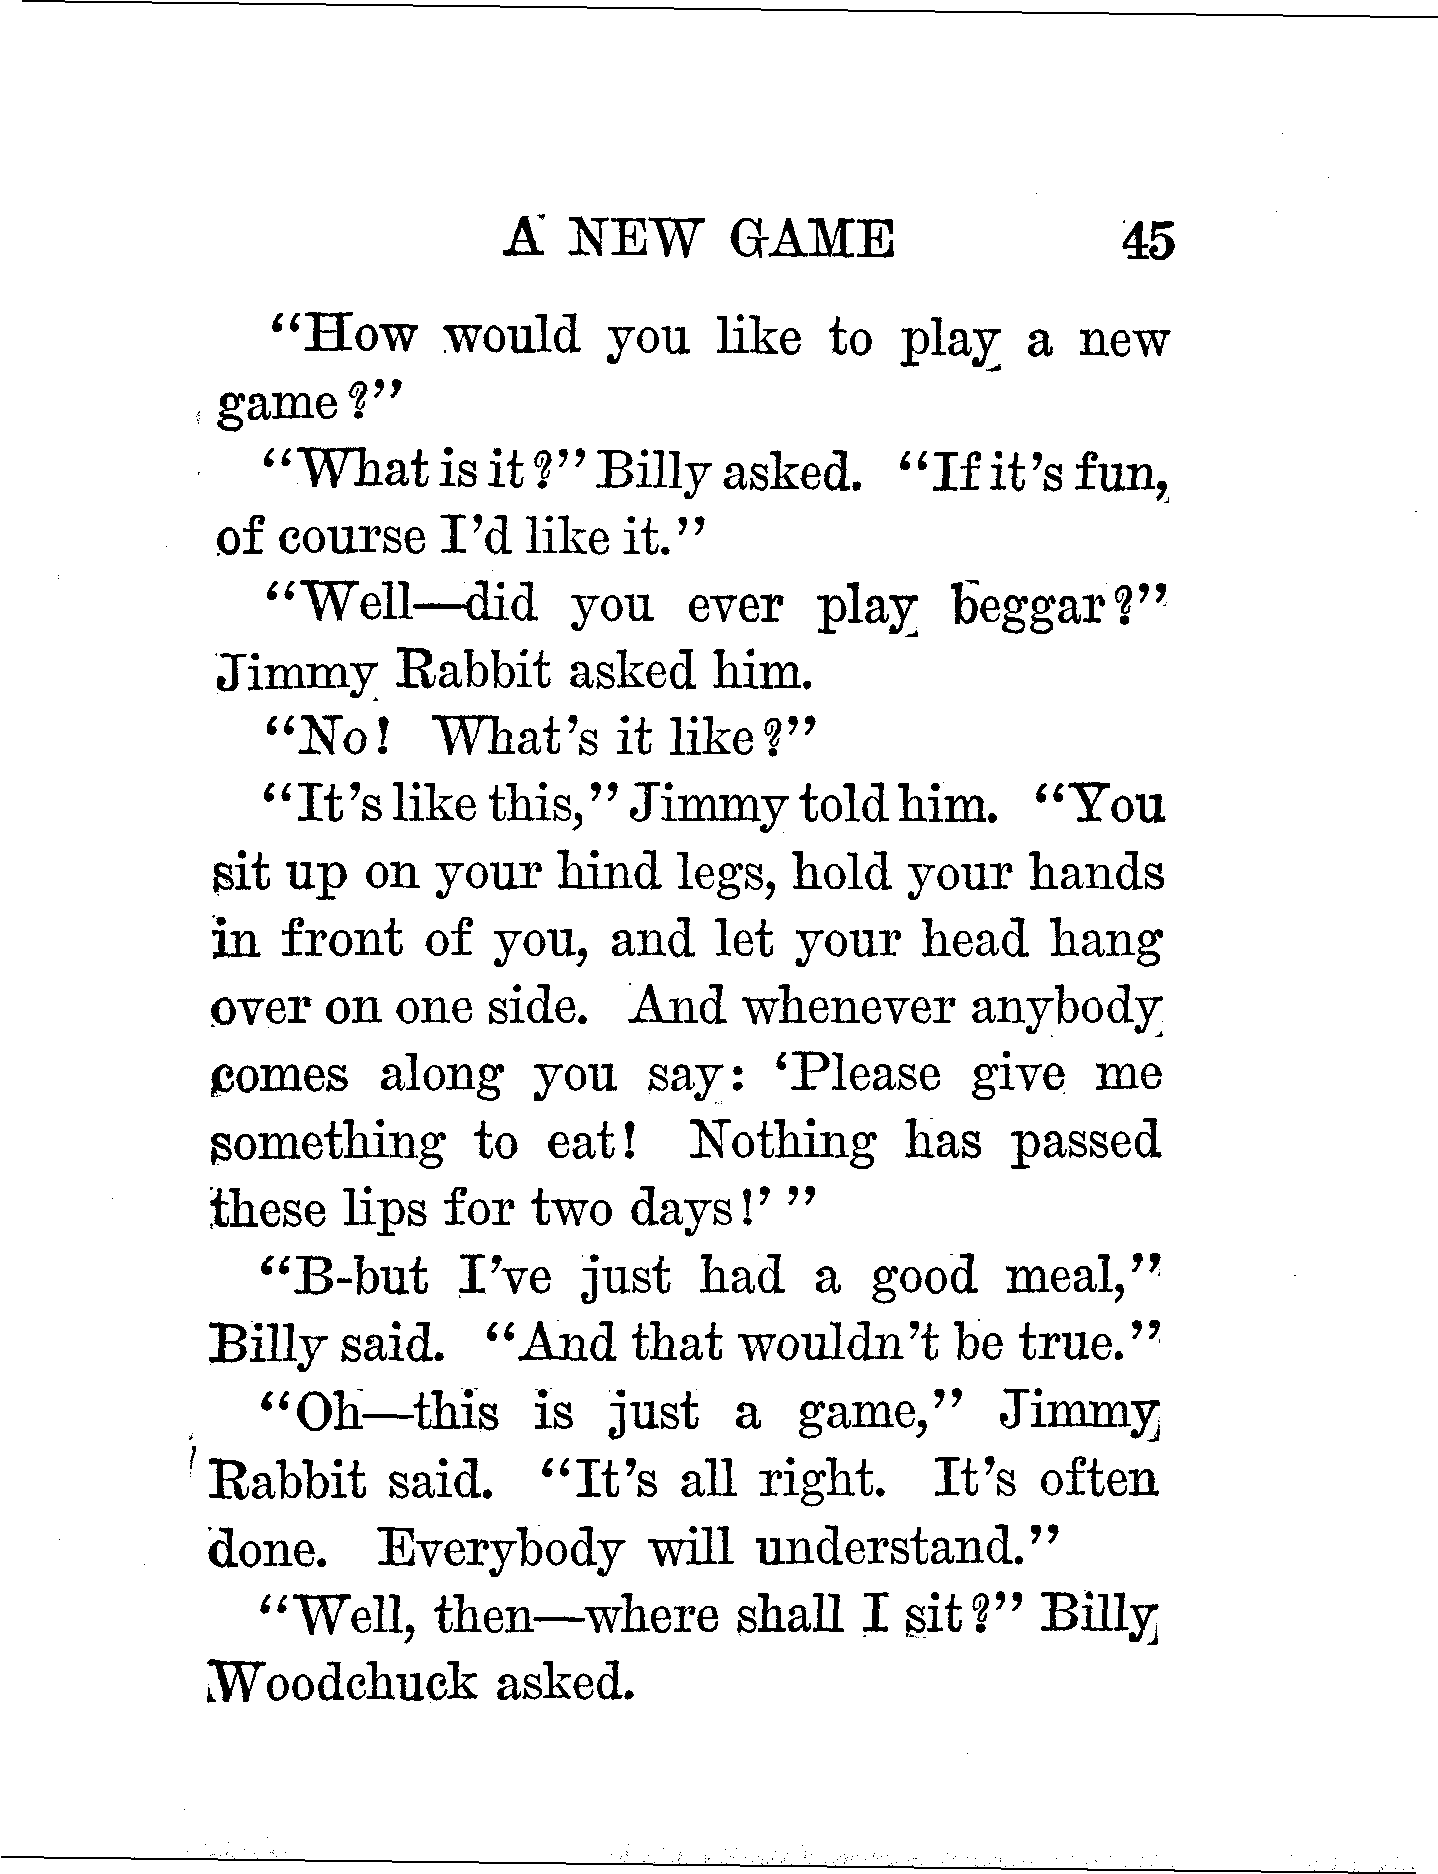 A NEW GAME 45
"How would you like to play a new
game?"
"What is it?" Billy asked. "If it's fun,
of course I'd like it."
"Well—did you ever play beggar?"
Jimmy Rabbit asked him.
"No! What's it like?"
"It's like this," Jimmy told him. "You
sit up on your hind legs, hold your hands
in front of you, and let your head hang
over on one side. And whenever anybody
comes along you say: 'Please give me
something to eat! Nothing has passed
these lips for two days!' "
"B-but I've just had a good meal,"
Billy said. "And that wouldn't be true."
"Oh—this is just a game," Jimmy
Rabbit said. "It's all right. It's often
done. Everybody will understand."
"Well, then—where shall I sit?" Billy
Woodchuck asked.